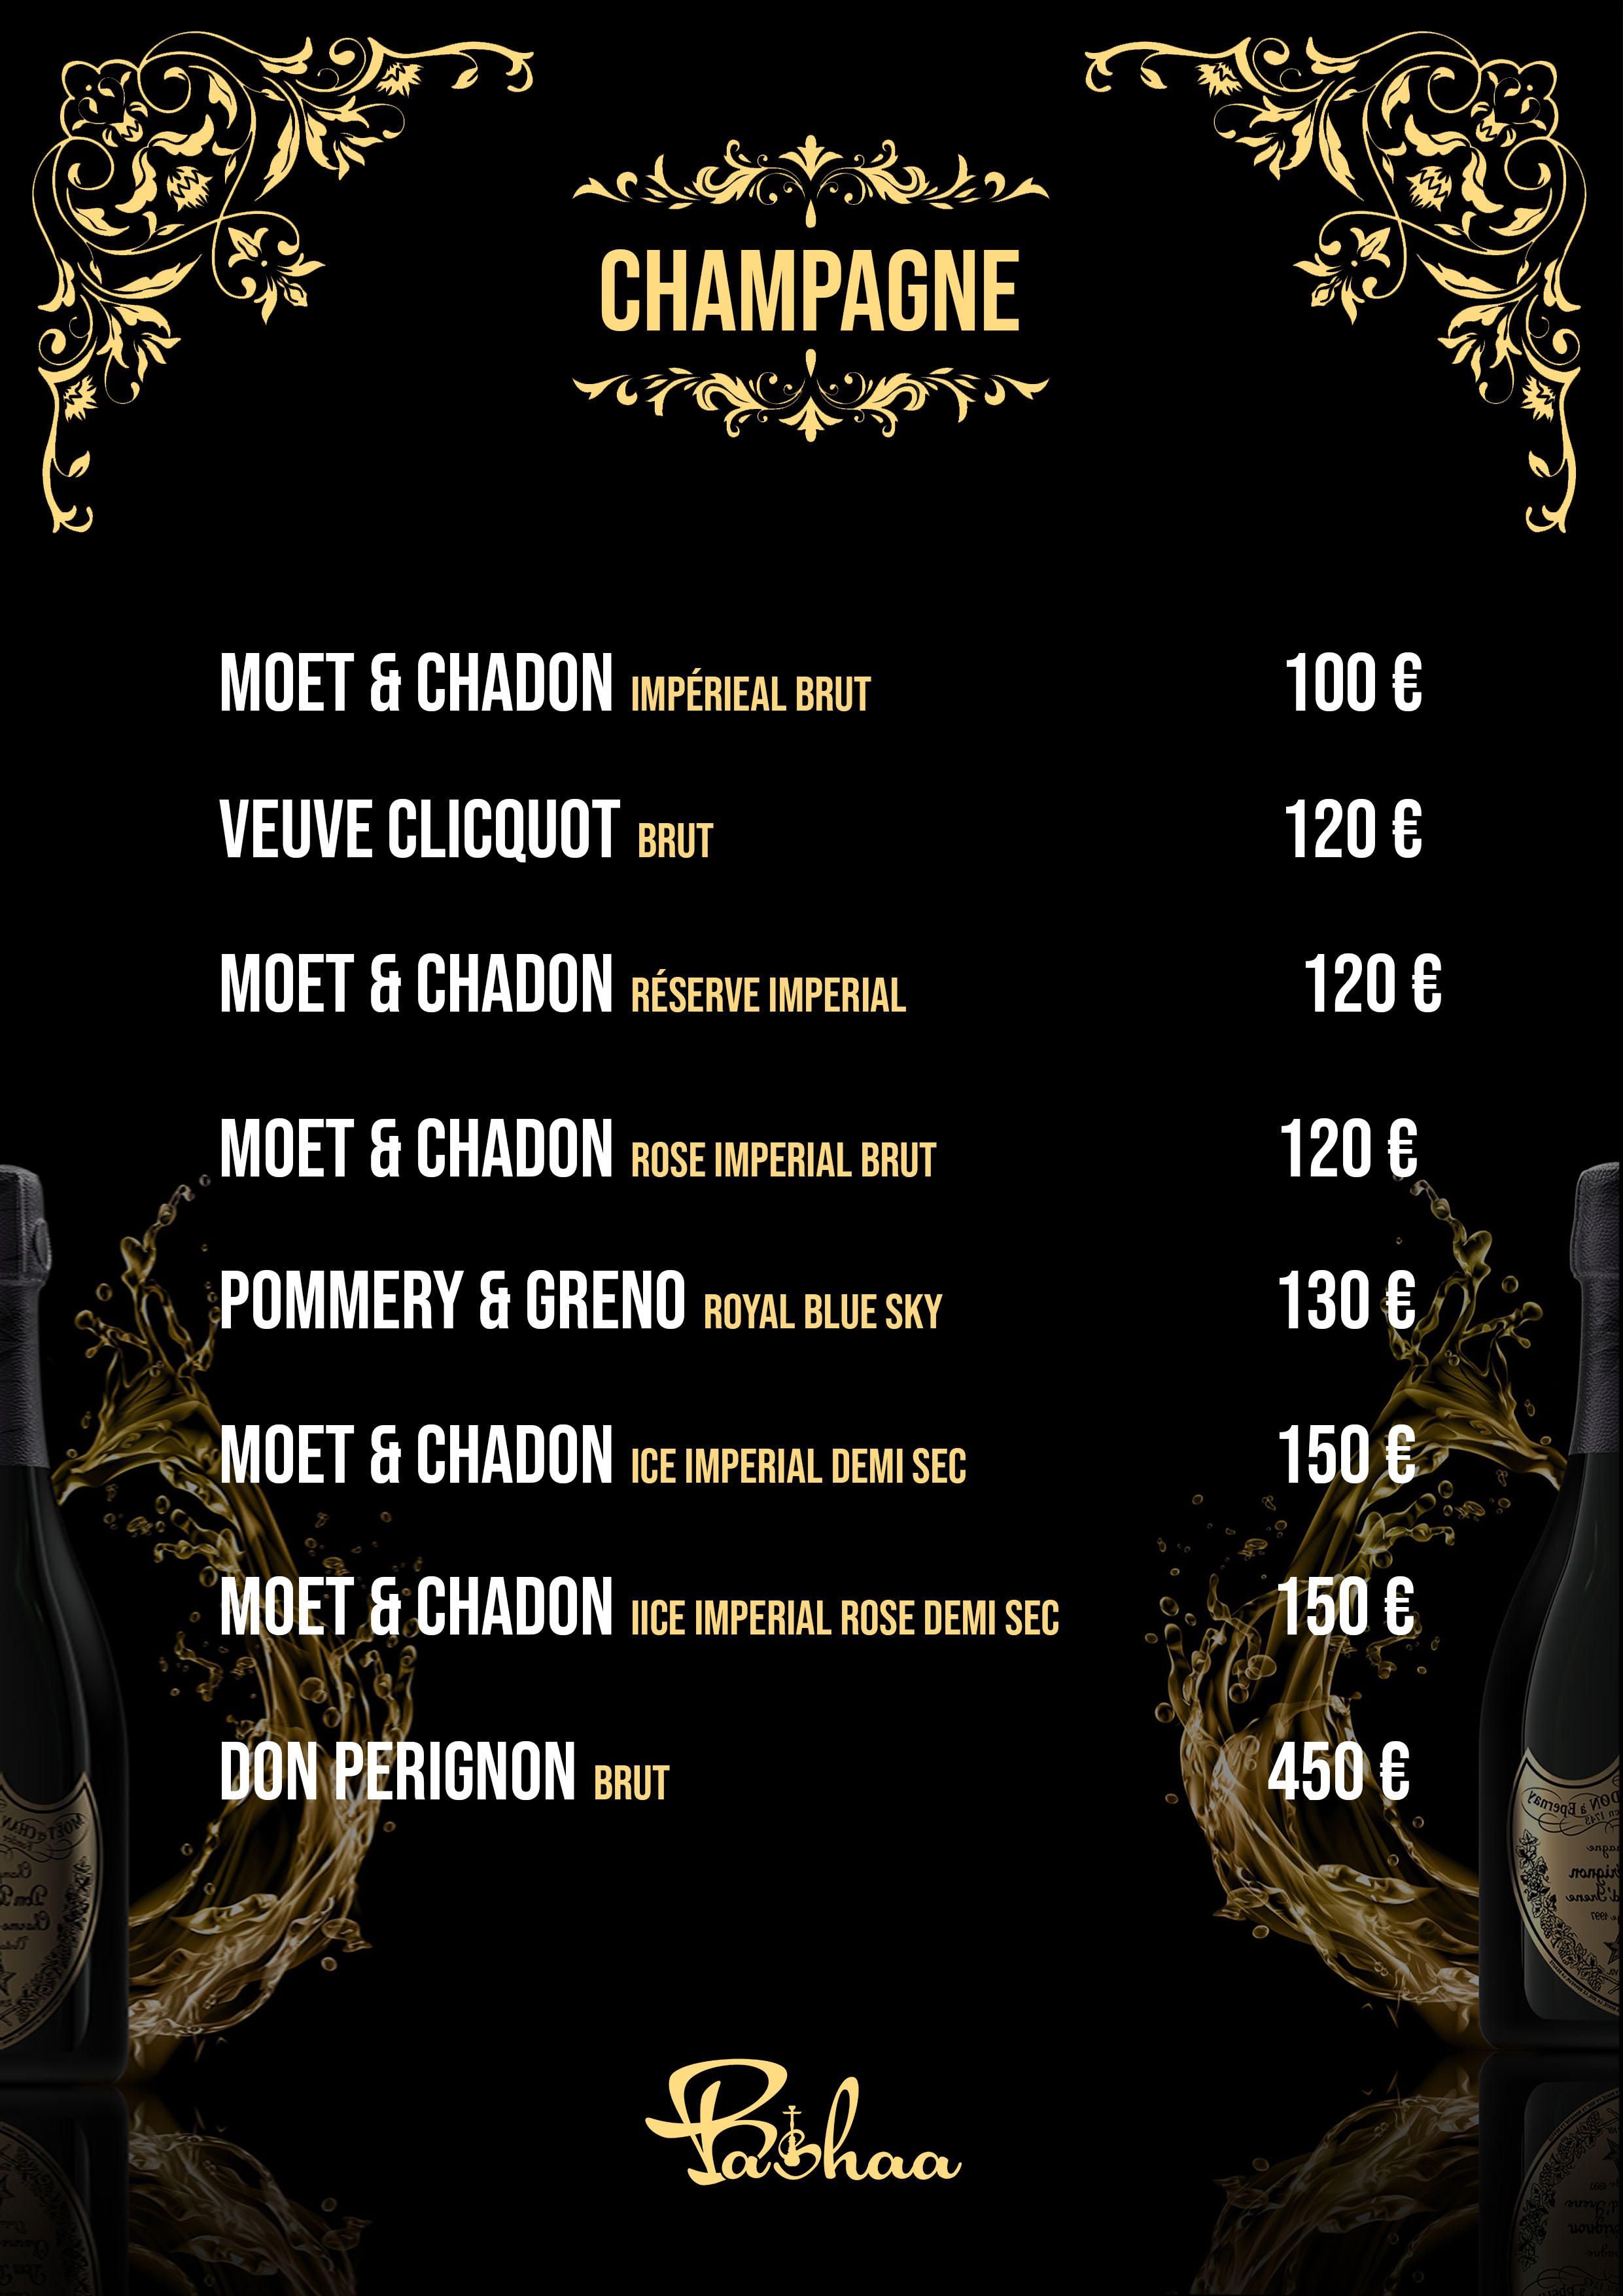 CHAMPAGNE
MOET & CHADON IMPÉRIEAL BRUT 100 €
VEUVE CLICQUOT BRUT 120 €
MOET & CHADON RÉSERVE IMPERIAL 120 €
MOET & CHADON ROSE IMPERIAL BRUT 120 €
POMMERY & GRENO ROYAL BLUE SKY 130 €
MOET & CHADON ICE IMPERIAL DEMI SEC 150 €
MOET & CHADON IICE IMPERIAL ROSE DEMI SEC 150 €
DON PERIGNON BRUT 450 €
Pashaa